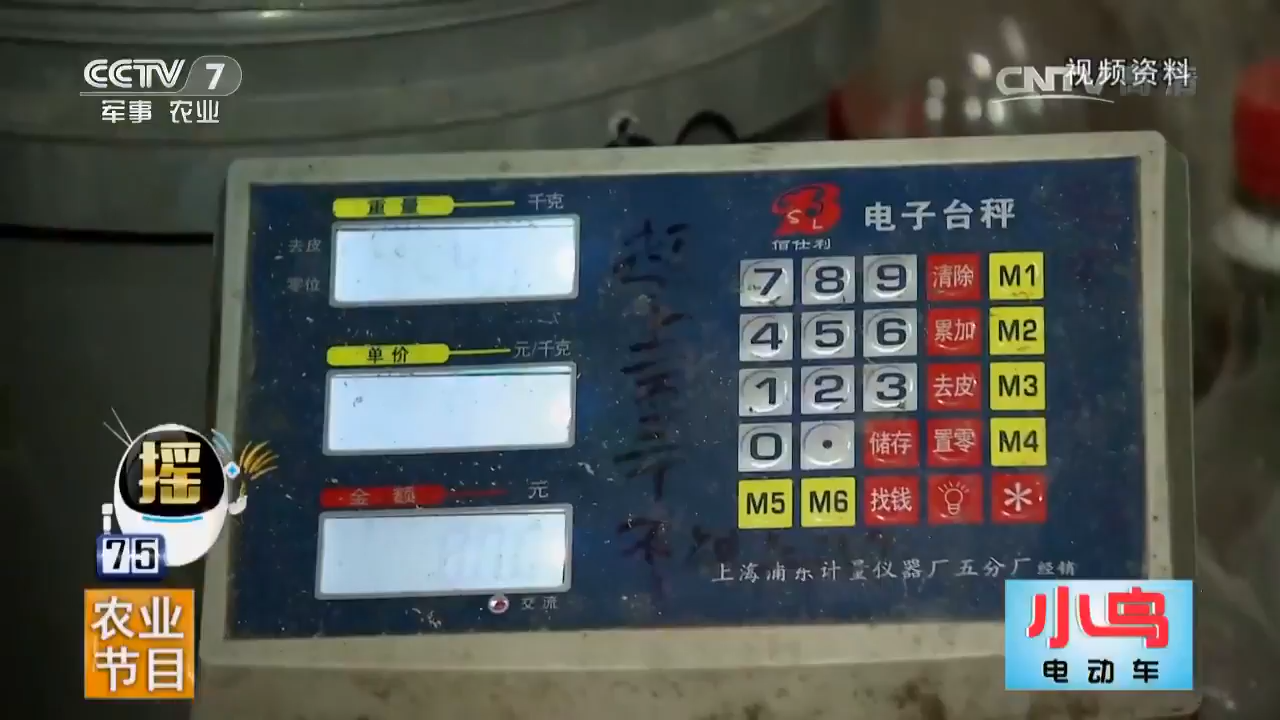 CCTV 7
军事 农业
视频资料
重量
千克
去皮
零位
单价
元/千克
金额
元
交流
SL
佰仕利
电子台秤
7 8 9 清除 M1
4 5 6 累加 M2
1 2 3 去皮 M3
0 · 储存 置零 M4
M5 M6 找钱 *
上海浦东计量仪器厂五分厂经销
摇
75
农业
节目
小鸟
电动车